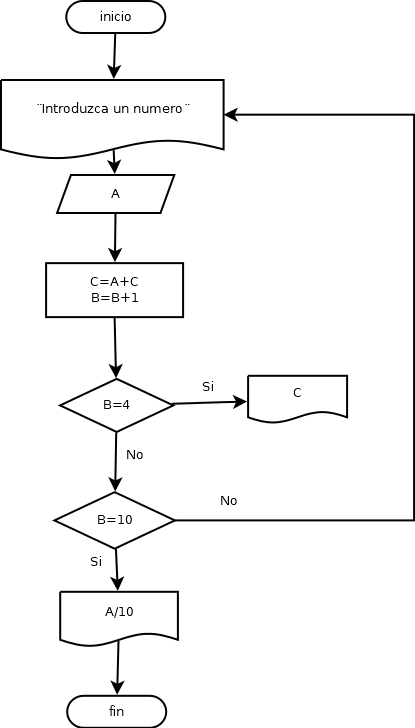 inicio
¨Introduzca un numero¨
A
C=A+C
B=B+1
B=4
Si
C
No
B=10
No
Si
A/10
fin